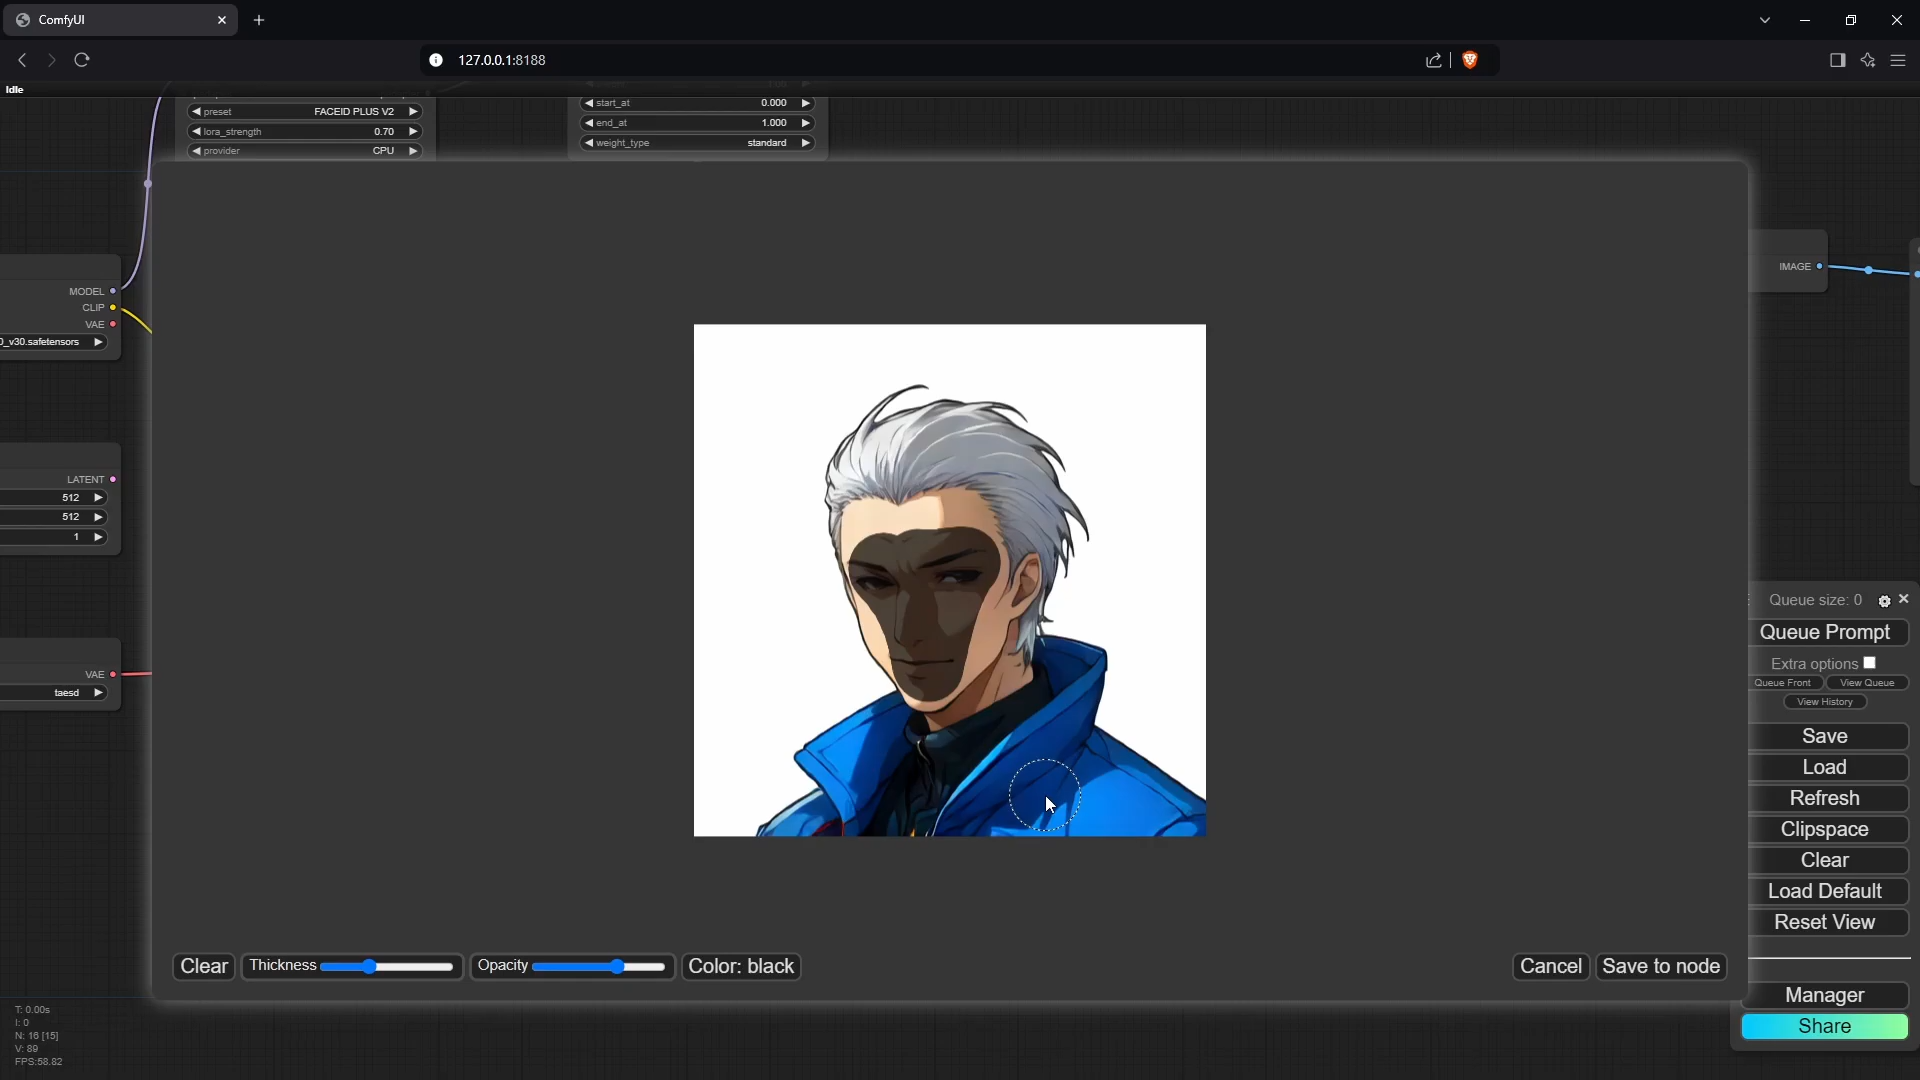 ComfyUI
127.0.0.1:8188
Idle
preset FACEID PLUS V2
lora_strength 0.70
provider CPU
start_at 0.000
end_at 1.000
weight_type standard
MODEL
CLIP
VAE
0_v30.safetensors
LATENT
512
512
1
VAE
taesd
IMAGE
Queue size: 0
Queue Prompt
Extra options
Queue Front View Queue
View History
Save
Load
Refresh
Clipspace
Clear
Load Default
Reset View
Manager
Share
Clear Thickness Opacity Color: black Cancel Save to node
T: 0.00s
I: 0
N: 16 [15]
V: 89
FPS:58.82